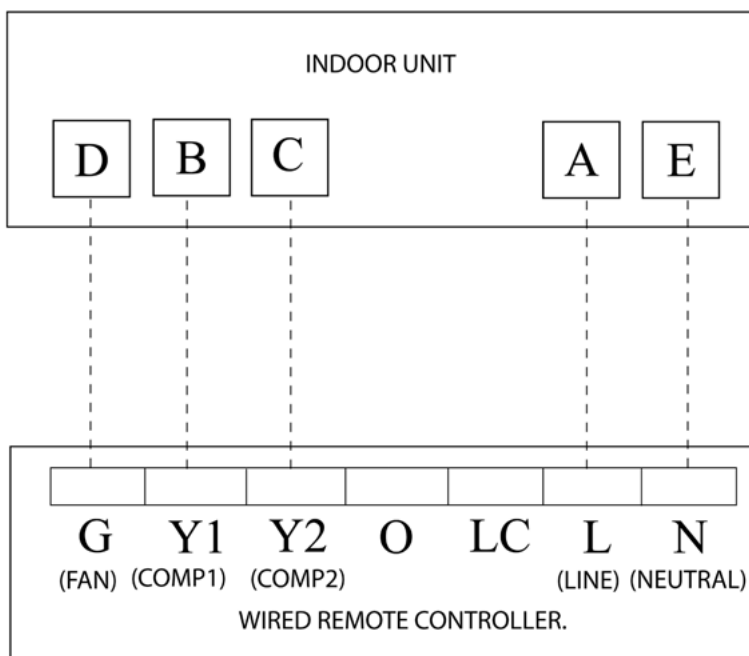 INDOOR UNIT
D B C A E
G Y1 Y2 O LC L N
(FAN) (COMP1) (COMP2) (LINE) (NEUTRAL)
WIRED REMOTE CONTROLLER.